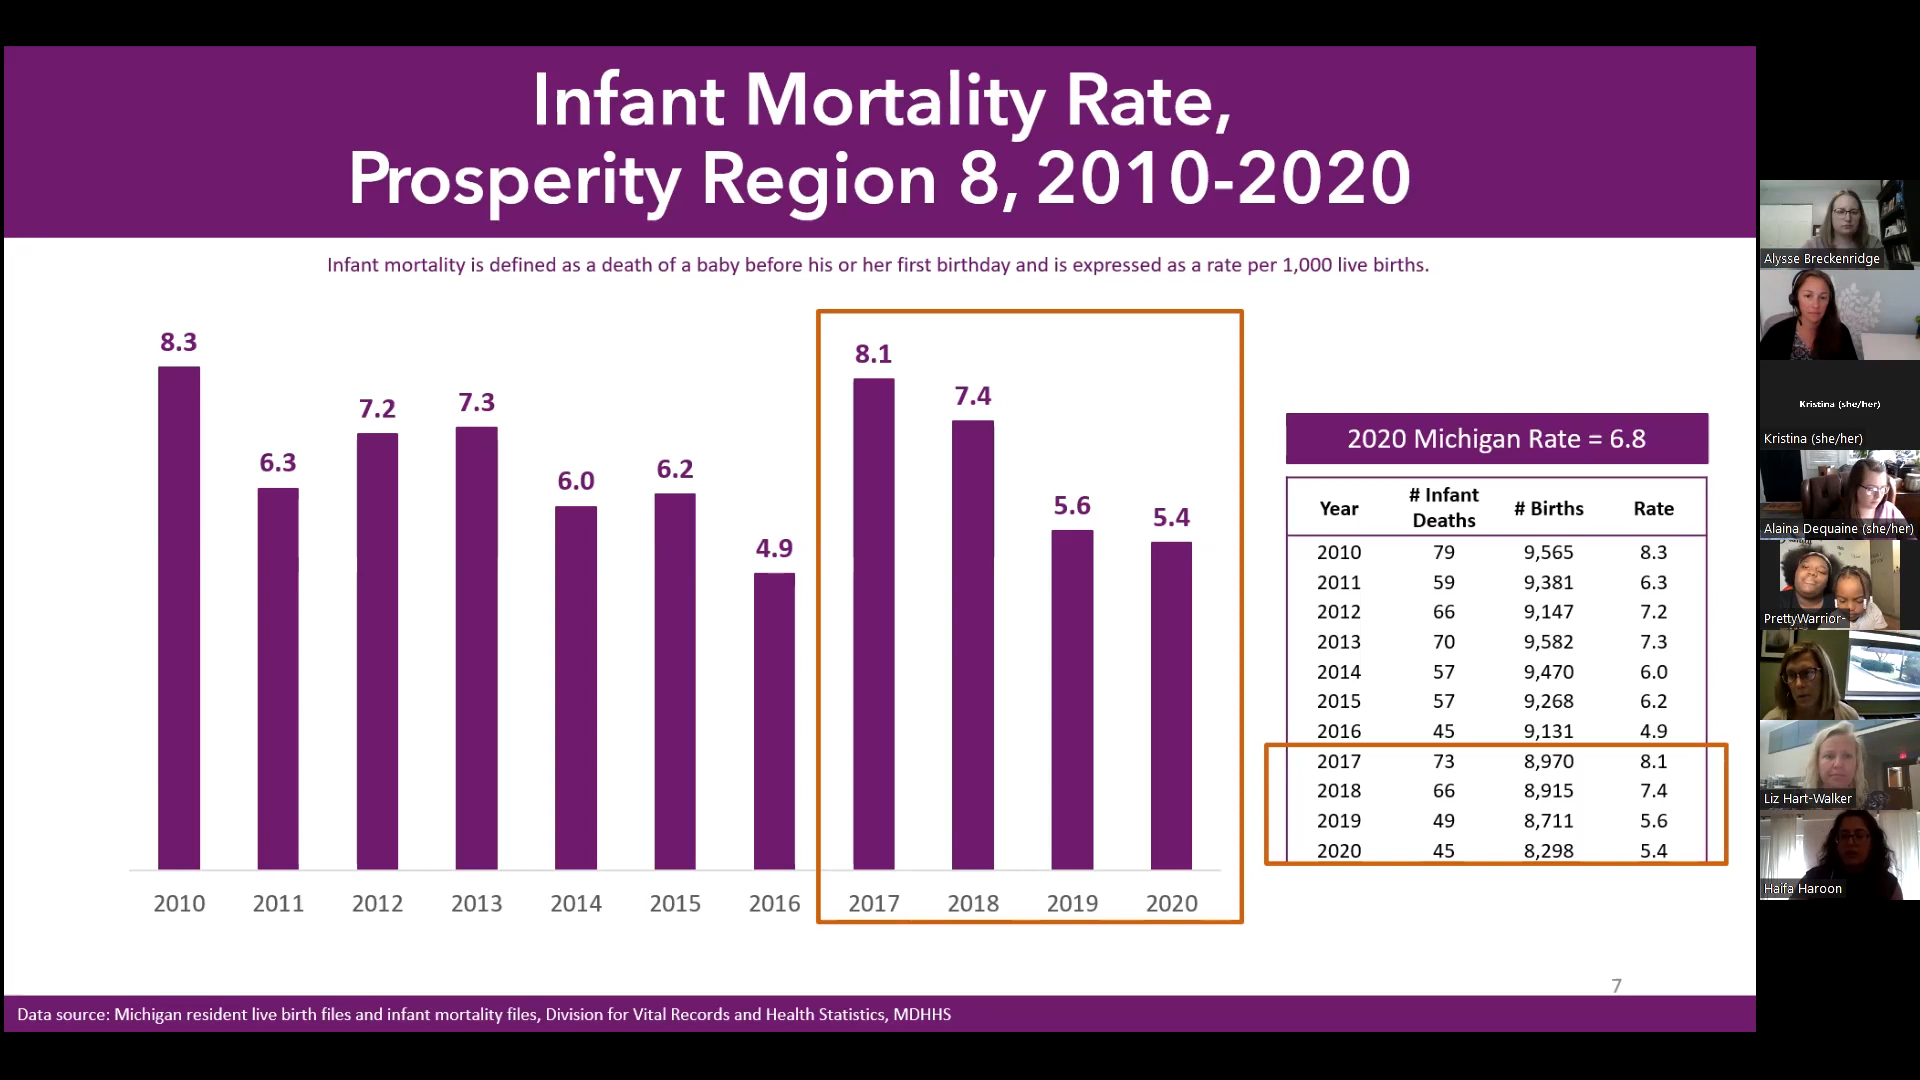 Infant Mortality Rate,
Prosperity Region 8, 2010-2020
Infant mortality is defined as a death of a baby before his or her first birthday and is expressed as a rate per 1,000 live births.
8.3
6.3
7.2
7.3
6.0
6.2
4.9
8.1
7.4
5.6
5.4
2010 2011 2012 2013 2014 2015 2016 2017 2018 2019 2020
2020 Michigan Rate = 6.8
Year # Infant Deaths # Births Rate
2010 79 9,565 8.3
2011 59 9,381 6.3
2012 66 9,147 7.2
2013 70 9,582 7.3
2014 57 9,470 6.0
2015 57 9,268 6.2
2016 45 9,131 4.9
2017 73 8,970 8.1
2018 66 8,915 7.4
2019 49 8,711 5.6
2020 45 8,298 5.4
7
Data source: Michigan resident live birth files and infant mortality files, Division for Vital Records and Health Statistics, MDHHS
Alysse Breckenridge
Kristina (she/her)
Kristina (she/her)
Alaina Dequaine (she/her)
PrettyWarrior-
Liz Hart-Walker
Haifa Haroon